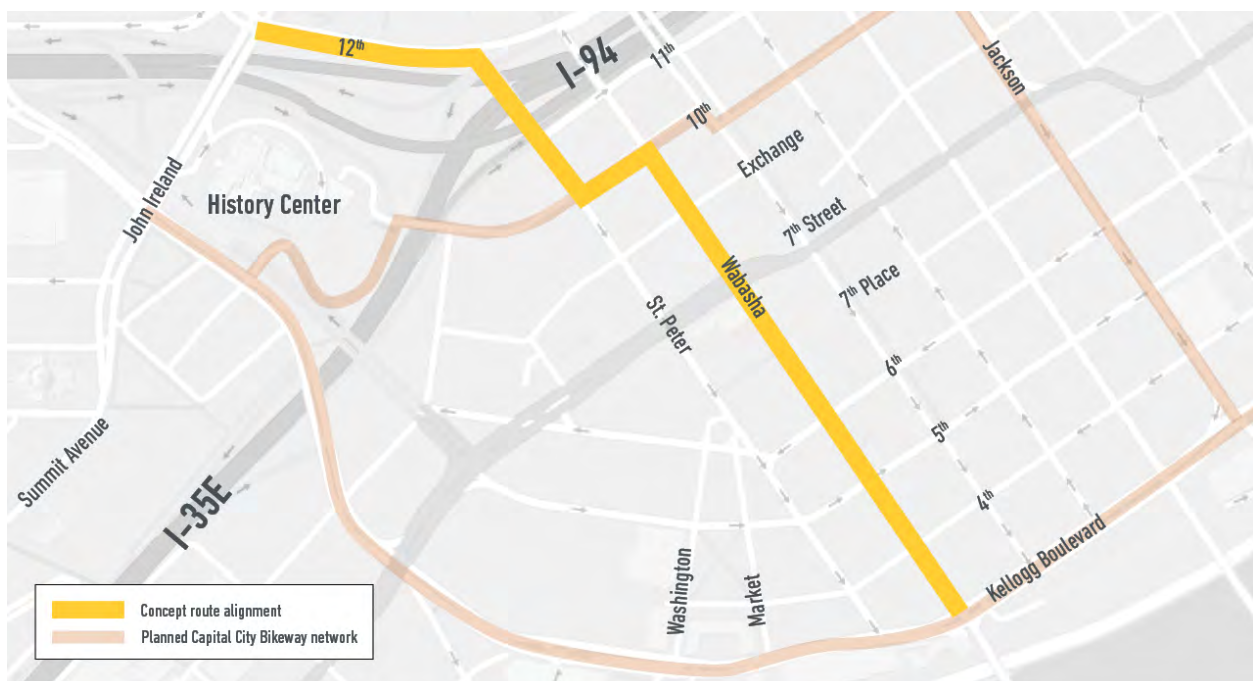 12th
I-94
11th
Jackson
10th
Exchange
John Ireland
History Center
7th Street
Wabasha
7th Place
St. Peter
6th
5th
Summit Avenue
4th
I-35E
Kellogg Boulevard
Washington
Market
Concept route alignment
Planned Capital City Bikeway network